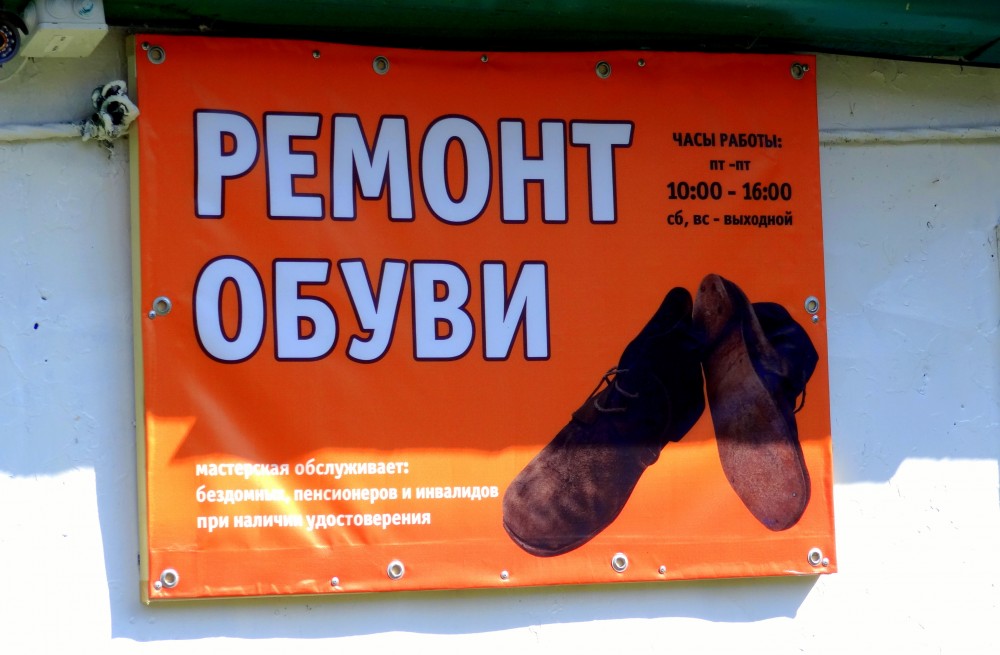 РЕМОНТ
ОБУВИ
ЧАСЫ РАБОТЫ:
пт -пт
10:00 - 16:00
сб, вс - выходной
мастерская обслуживает:
бездомных, пенсионеров и инвалидов
при наличии удостоверения